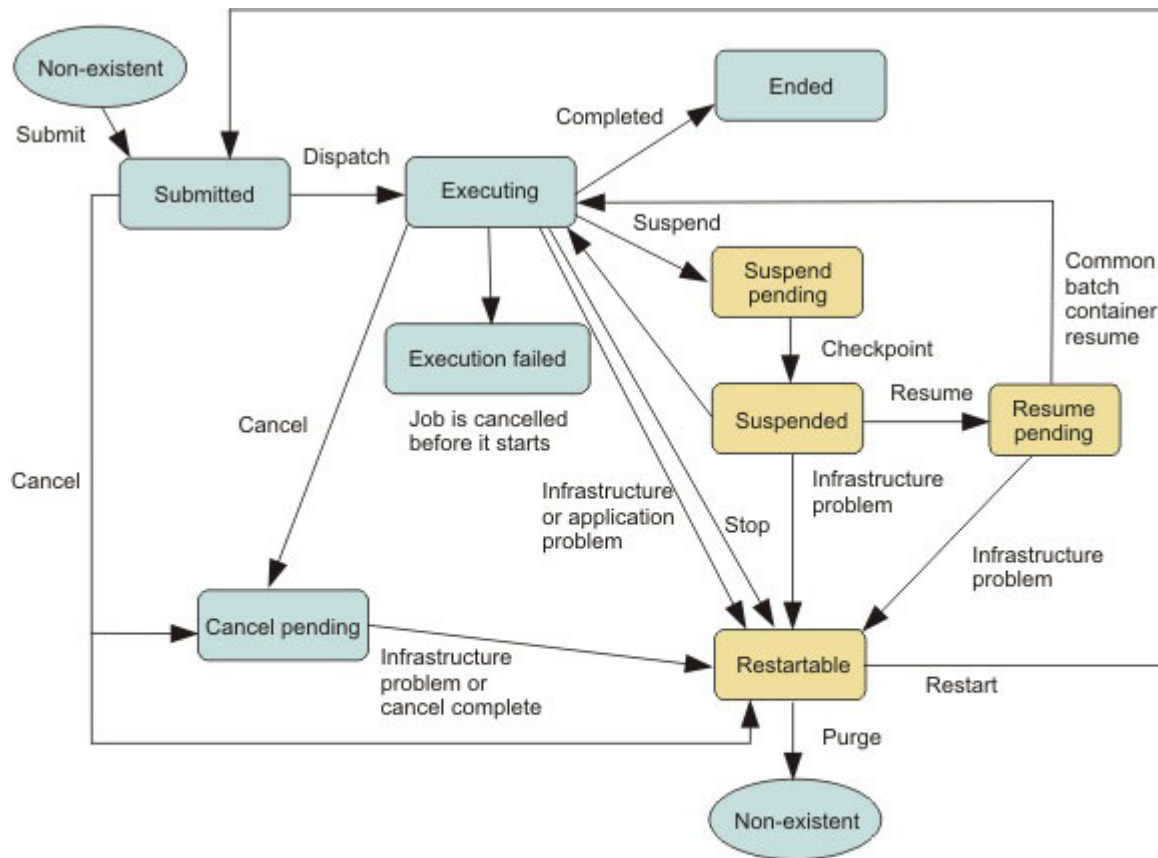 Non-existent
Submit
Submitted
Dispatch
Executing
Completed
Ended
Suspend
Suspend
pending
Common
batch
container
resume
Checkpoint
Execution failed
Job is cancelled
before it starts
Suspended
Resume
Resume
pending
Cancel
Cancel
Infrastructure
or application
problem
Stop
Infrastructure
problem
Infrastructure
problem
Cancel pending
Infrastructure
problem or
cancel complete
Restartable
Restart
Purge
Non-existent